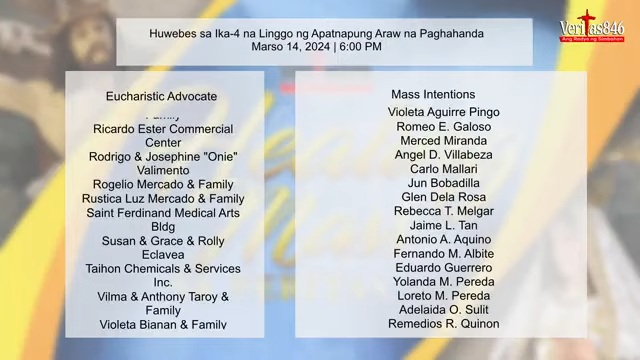 Huwebes sa Ika-4 na Linggo ng Apatnapung Araw na Paghahanda
Marso 14, 2024 | 6:00 PM
Veritas846
Ang Radyo ng Simbahan
Eucharistic Advocate
Family
Ricardo Ester Commercial
Center
Rodrigo & Josephine "Onie"
Valimento
Rogelio Mercado & Family
Rustica Luz Mercado & Family
Saint Ferdinand Medical Arts
Bldg
Susan & Grace & Rolly
Eclavea
Taihon Chemicals & Services
Inc.
Vilma & Anthony Taroy &
Family
Violeta Bianan & Family
Mass Intentions
Violeta Aguirre Pingo
Romeo E. Galoso
Merced Miranda
Angel D. Villabeza
Carlo Mallari
Jun Bobadilla
Glen Dela Rosa
Rebecca T. Melgar
Jaime L. Tan
Antonio A. Aquino
Fernando M. Albite
Eduardo Guerrero
Yolanda M. Pereda
Loreto M. Pereda
Adelaida O. Sulit
Remedios R. Quinon